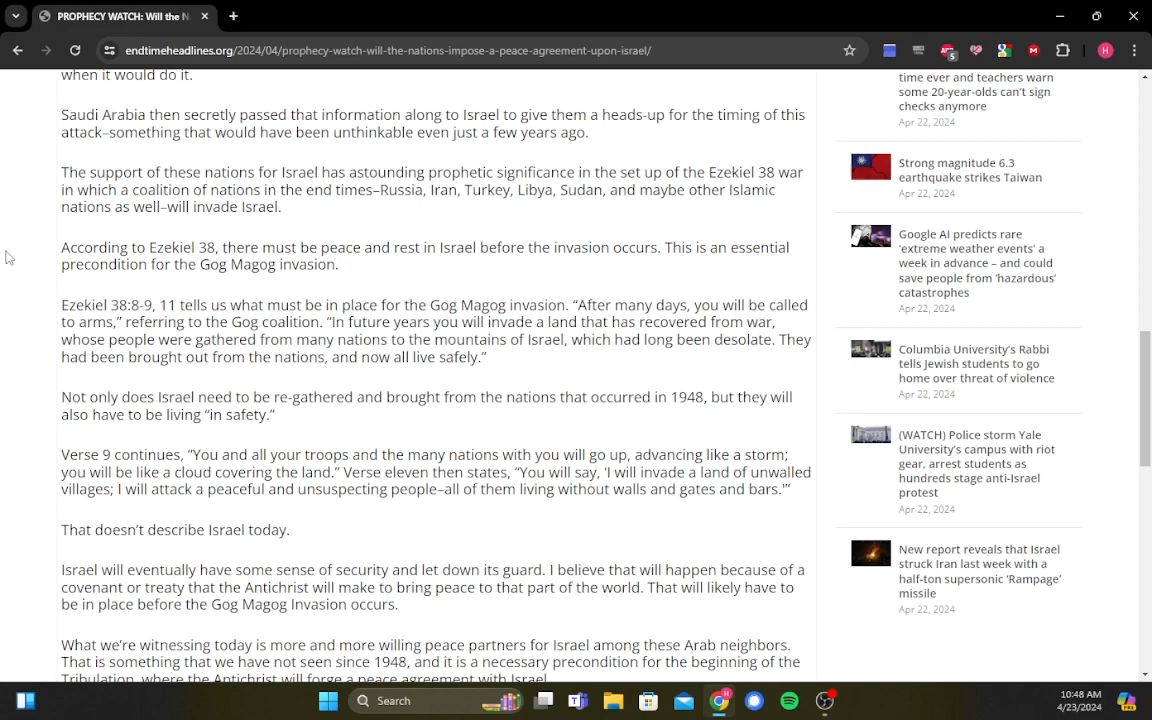 PROPHECY WATCH: Will the N
endtimeheadlines.org/2024/04/prophecy-watch-will-the-nations-impose-a-peace-agreement-upon-israel/
5
M
H
when it would do it.
Saudi Arabia then secretly passed that information along to Israel to give them a heads-up for the timing of this
attack–something that would have been unthinkable even just a few years ago.
The support of these nations for Israel has astounding prophetic significance in the set up of the Ezekiel 38 war
in which a coalition of nations in the end times–Russia, Iran, Turkey, Libya, Sudan, and maybe other Islamic
nations as well–will invade Israel.
According to Ezekiel 38, there must be peace and rest in Israel before the invasion occurs. This is an essential
precondition for the Gog Magog invasion.
Ezekiel 38:8-9, 11 tells us what must be in place for the Gog Magog invasion. “After many days, you will be called
to arms,” referring to the Gog coalition. “In future years you will invade a land that has recovered from war,
whose people were gathered from many nations to the mountains of Israel, which had long been desolate. They
had been brought out from the nations, and now all live safely.”
Not only does Israel need to be re-gathered and brought from the nations that occurred in 1948, but they will
also have to be living “in safety.”
Verse 9 continues, “You and all your troops and the many nations with you will go up, advancing like a storm;
you will be like a cloud covering the land.” Verse eleven then states, “You will say, ‘I will invade a land of unwalled
villages; I will attack a peaceful and unsuspecting people–all of them living without walls and gates and bars.’”
That doesn’t describe Israel today.
Israel will eventually have some sense of security and let down its guard. I believe that will happen because of a
covenant or treaty that the Antichrist will make to bring peace to that part of the world. That will likely have to
be in place before the Gog Magog Invasion occurs.
What we’re witnessing today is more and more willing peace partners for Israel among these Arab neighbors.
That is something that we have not seen since 1948, and it is a necessary precondition for the beginning of the
Tribulation, where the Antichrist will forge a peace agreement with Israel.
time ever and teachers warn
some 20-year-olds can’t sign
checks anymore
Apr 22, 2024
Strong magnitude 6.3
earthquake strikes Taiwan
Apr 22, 2024
Google AI predicts rare
‘extreme weather events’ a
week in advance – and could
save people from ‘hazardous’
catastrophes
Apr 22, 2024
Columbia University’s Rabbi
tells Jewish students to go
home over threat of violence
Apr 22, 2024
(WATCH) Police storm Yale
University’s campus with riot
gear, arrest students as
hundreds stage anti-Israel
protest
Apr 22, 2024
New report reveals that Israel
struck Iran last week with a
half-ton supersonic ‘Rampage’
missile
Apr 22, 2024
Search
10:48 AM
4/23/2024